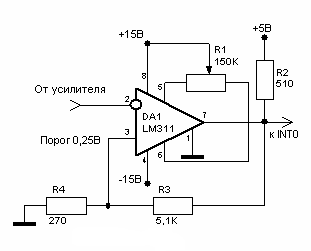 +15В
+5В
R1
150K
8
5
R2
510
От усилителя
2
DA1
LM311
7
3
1
Порог 0,25В
к INT0
4
6
-15В
R4
R3
270
5,1K